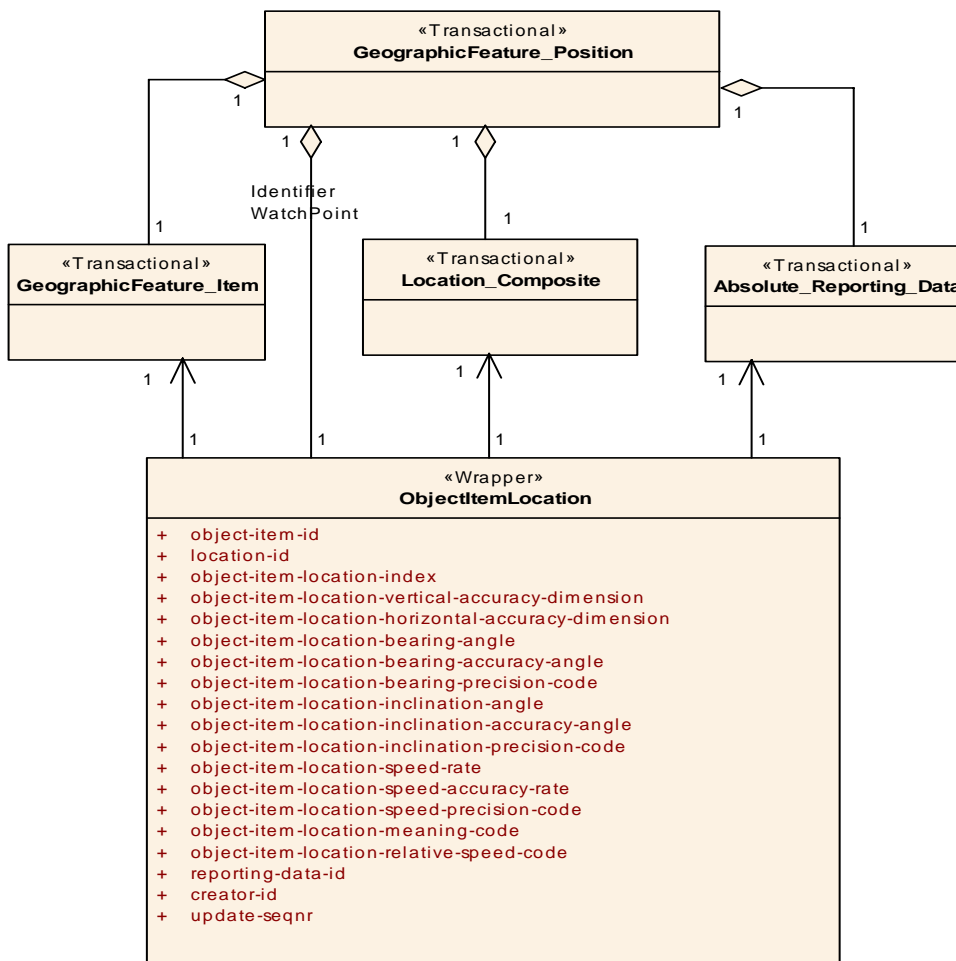 «Transactional»
GeographicFeature_Position
1
1
1
1
Identifier
WatchPoint
1
1
1
«Transactional»
GeographicFeature_Item
«Transactional»
Location_Composite
«Transactional»
Absolute_Reporting_Data
1
1
1
1
1
1
1
«Wrapper»
ObjectItemLocation
+ object-item-id
+ location-id
+ object-item-location-index
+ object-item-location-vertical-accuracy-dimension
+ object-item-location-horizontal-accuracy-dimension
+ object-item-location-bearing-angle
+ object-item-location-bearing-accuracy-angle
+ object-item-location-bearing-precision-code
+ object-item-location-inclination-angle
+ object-item-location-inclination-accuracy-angle
+ object-item-location-inclination-precision-code
+ object-item-location-speed-rate
+ object-item-location-speed-accuracy-rate
+ object-item-location-speed-precision-code
+ object-item-location-meaning-code
+ object-item-location-relative-speed-code
+ reporting-data-id
+ creator-id
+ update-seqnr